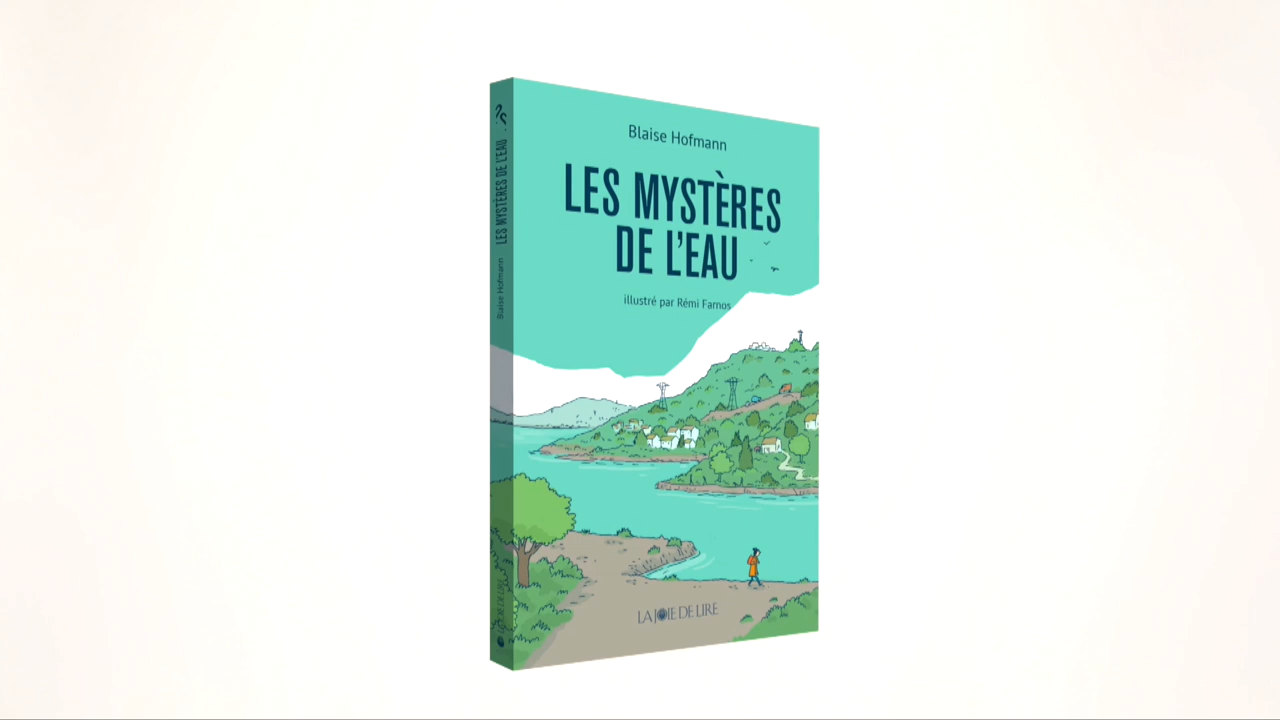 Blaise Hofmann
LES MYSTÈRES
DE L'EAU
illustré par Rémi Farnos
LA JOIE DE LIRE
LES MYSTÈRES DE L'EAU
Blaise Hofmann